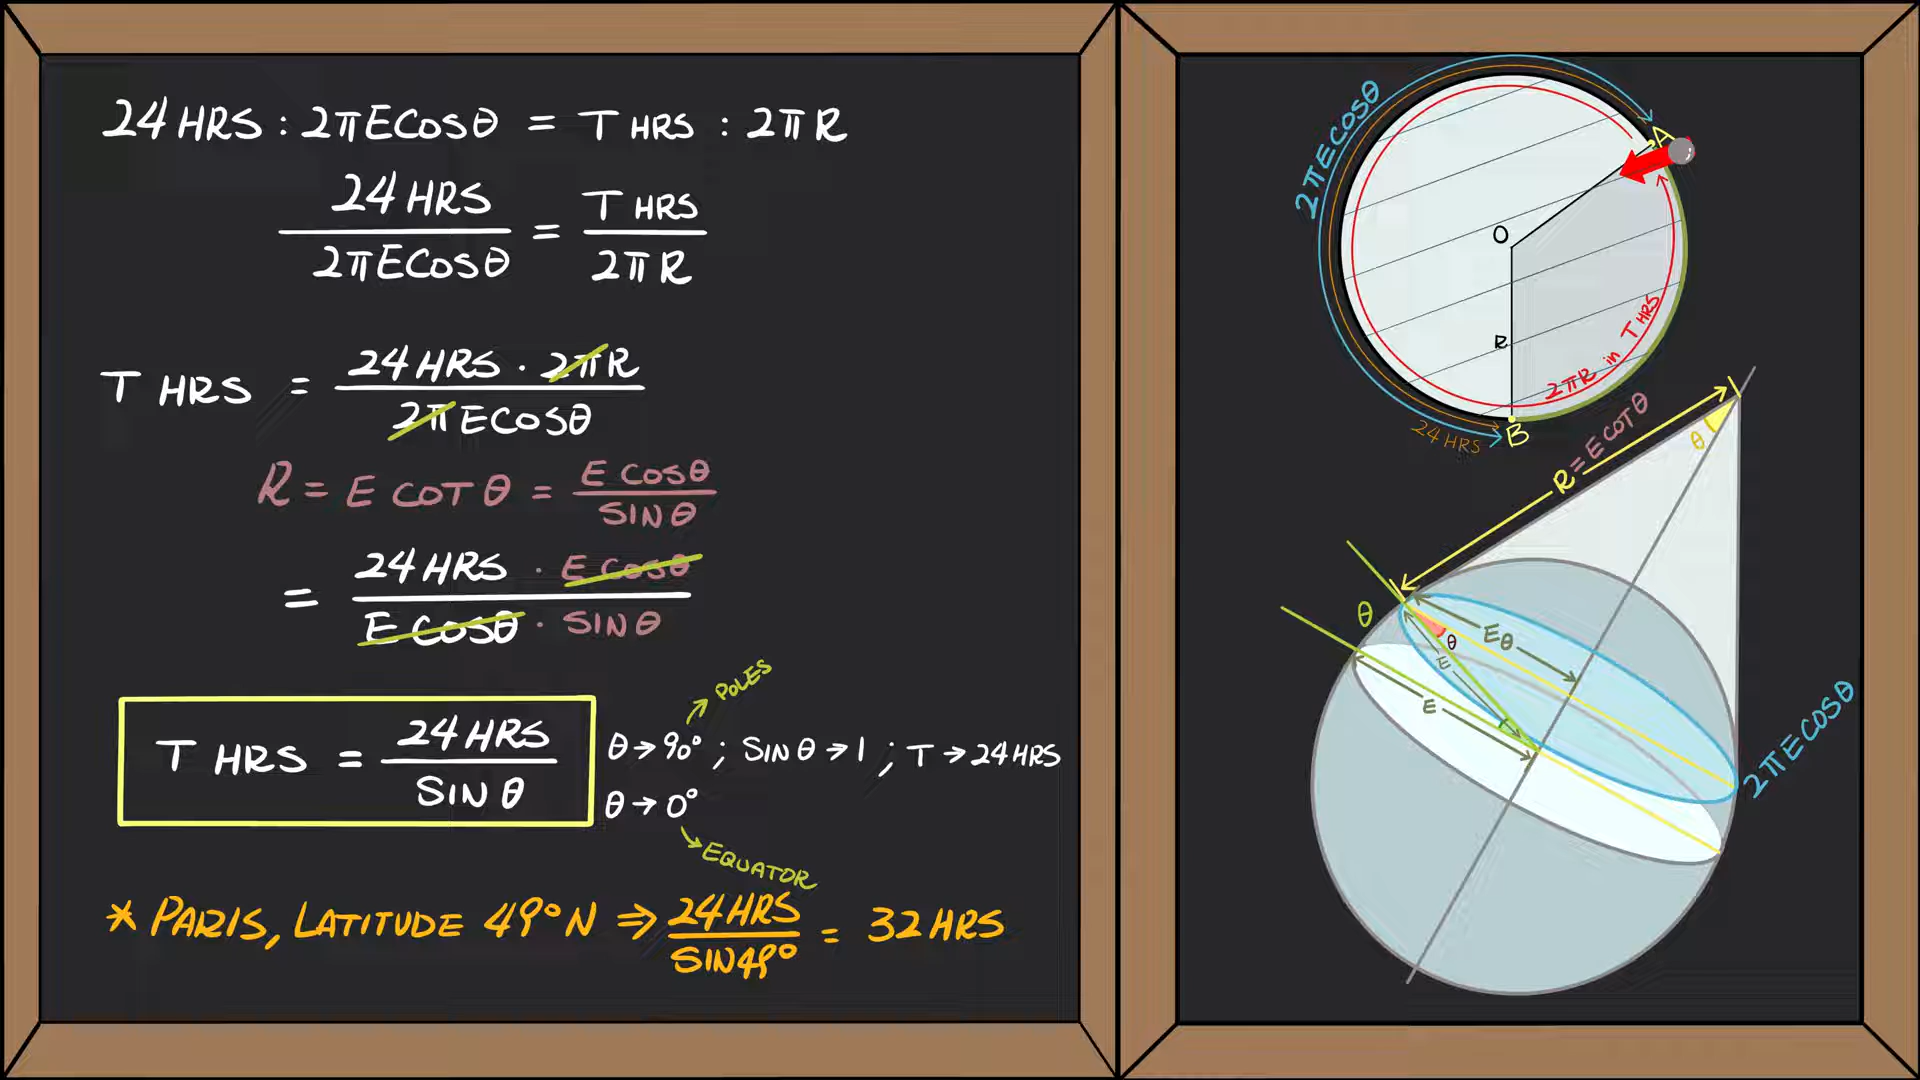 24 HRS : 2πECOSθ = T HRS : 2πR
24 HRS / 2πECOSθ = T HRS / 2πR
T HRS = 24 HRS · 2πR / 2πECOSθ
R = E COT θ = E COSθ / SINθ
= 24 HRS · E COSθ / E COSθ · SINθ
POLES
T HRS = 24 HRS / SIN θ
θ → 90° ; SIN θ → 1 ; T → 24 HRS
θ → 0°
EQUATOR
* PARIS, LATITUDE 49°N ⇒ 24 HRS / SIN 49° = 32 HRS
2πECOSθ
A
O
R
2πR in T HRS
24 HRS
B
θ
R = E COT θ
θ
θ
Eθ
E
E
2πECOSθ